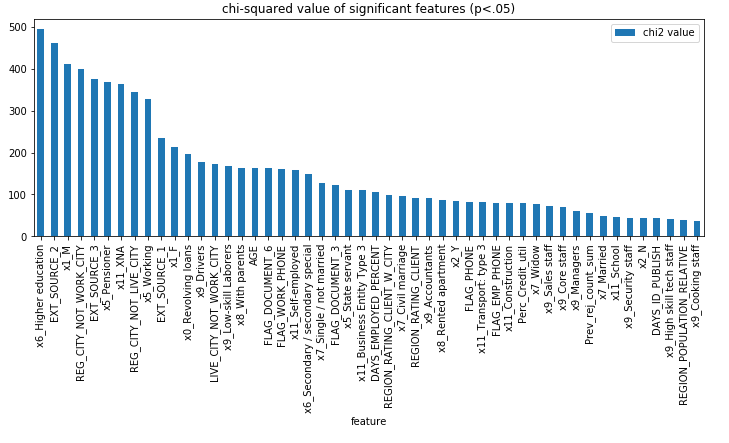 chi-squared value of significant features (p<.05)
chi2 value
500
400
300
200
100
0
x6_Higher education
EXT_SOURCE_2
x1_M
REG_CITY_NOT_WORK_CITY
EXT_SOURCE_3
x5_Pensioner
x11_XNA
REG_CITY_NOT_LIVE_CITY
x5_Working
EXT_SOURCE_1
x1_F
x0_Revolving loans
x9_Drivers
LIVE_CITY_NOT_WORK_CITY
x9_Low-skill Laborers
x8_With parents
AGE
FLAG_DOCUMENT_6
FLAG_WORK_PHONE
x11_Self-employed
x6_Secondary / secondary special
x7_Single / not married
FLAG_DOCUMENT_3
x5_State servant
x11_Business Entity Type 3
DAYS_EMPLOYED_PERCENT
REGION_RATING_CLIENT_W_CITY
x7_Civil marriage
REGION_RATING_CLIENT
x9_Accountants
x8_Rented apartment
x2_Y
FLAG_PHONE
x11_Transport: type 3
FLAG_EMP_PHONE
x11_Construction
Perc_Credit_util
x7_Widow
x9_Sales staff
x9_Core staff
x9_Managers
Prev_rej_count_sum
x7_Married
x11_School
x9_Security staff
x2_N
DAYS_ID_PUBLISH
x9_High skill tech staff
REGION_POPULATION_RELATIVE
x9_Cooking staff
feature